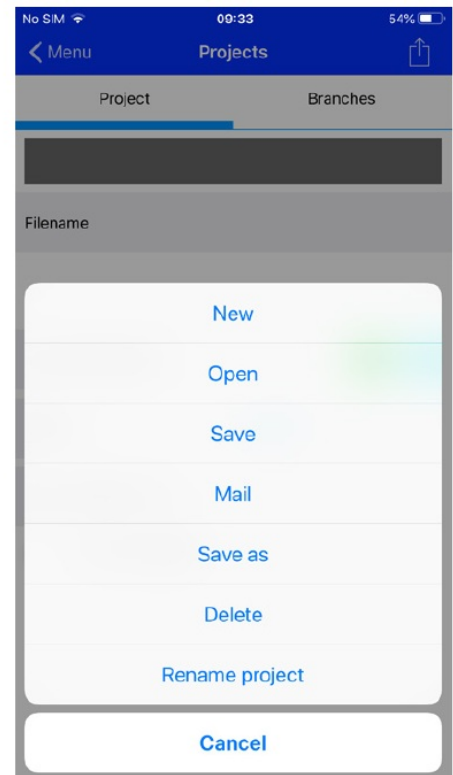 No SIM 09:33 54%
Menu Projects
Project Branches
Filename
New
Open
Save
Mail
Save as
Delete
Rename project
Cancel